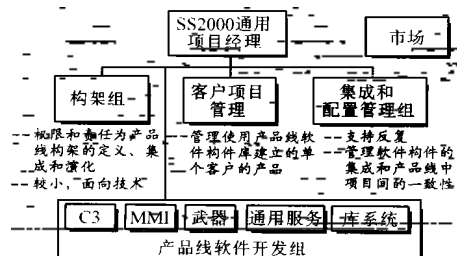 SS2000通用
项目经理
市场
构架组
客户项目
管理
集成和
配置管理组
--权限和责任为产品
线构架的定义、集
成和演化
--较小，面向技术
--管理使用产品线软
件构件库建立的单
个客户的产品
--支持反复
--管理软件构件的
集成和产品线中
项目间的一致性
C3 MMI 武器 通用服务 库系统
产品线软件开发组